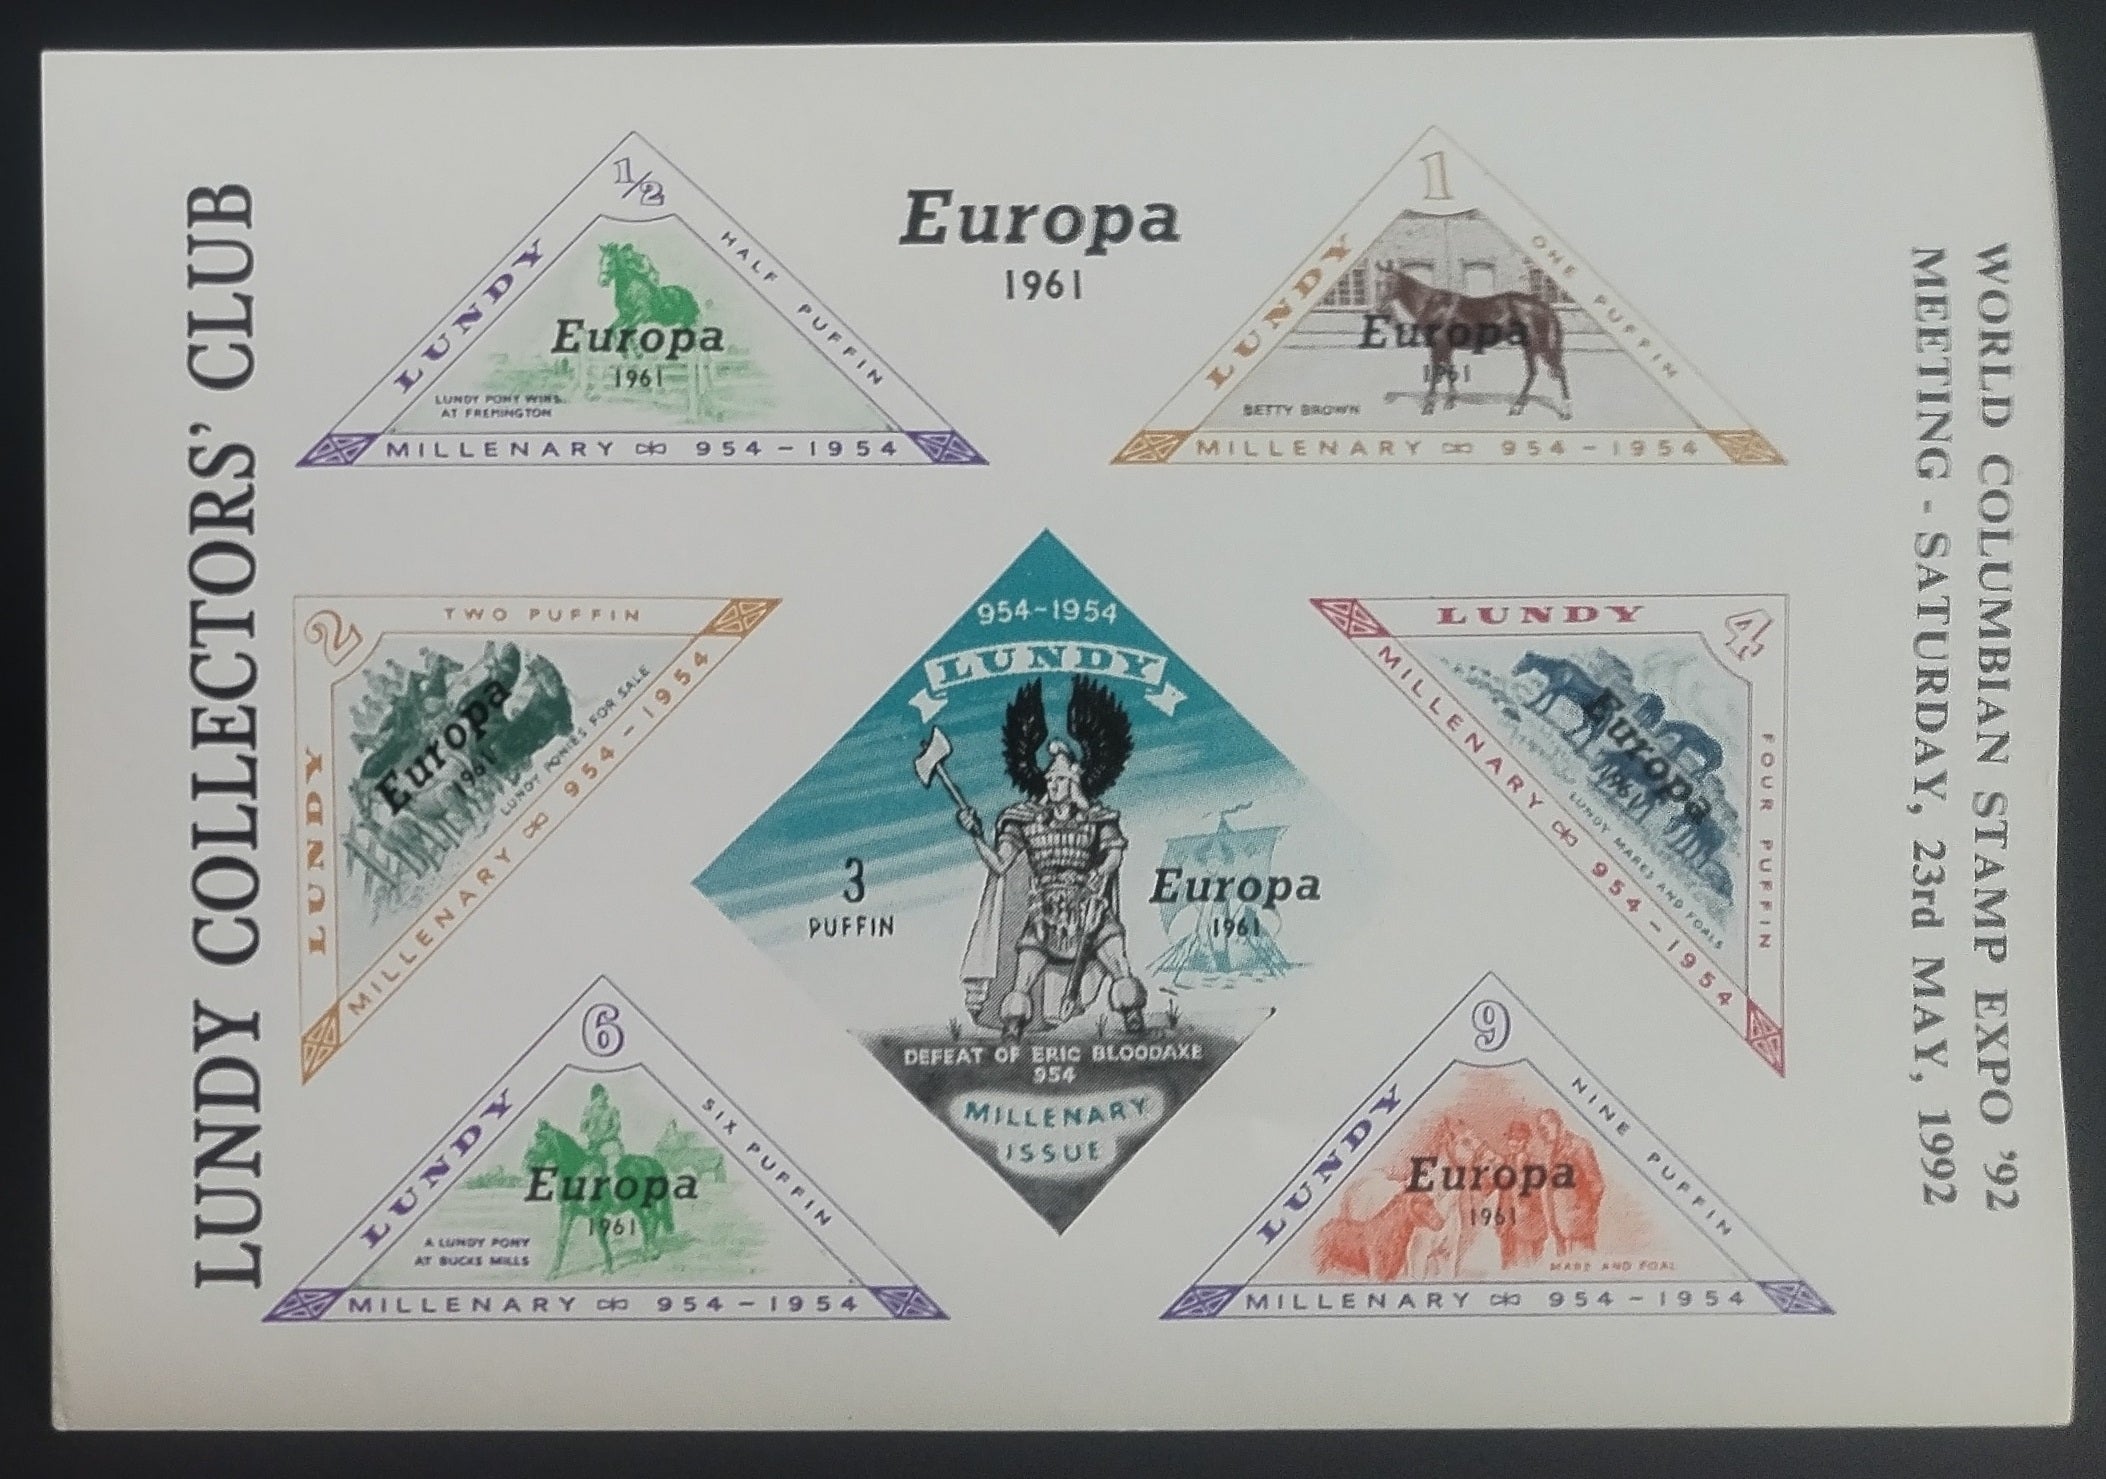 LUNDY COLLECTORS' CLUB
Europa
1961
1/2
LUNDY
HALF PUFFIN
Europa
1961
LUNDY PONY WINS
AT FREMINGTON
MILLENARY 954-1954
1
LUNDY
ONE PUFFIN
Europa
1961
BETTY BROWN
MILLENARY 954-1954
2
TWO PUFFIN
LUNDY
Europa
1961
LUNDY PONIES FOR SALE
MILLENARY 954-1954
954-1954
LUNDY
3
PUFFIN
Europa
1961
DEFEAT OF ERIC BLOODAXE
954
MILLENARY
ISSUE
LUNDY
4
FOUR PUFFIN
Europa
1961
LUNDY MARES AND FOALS
MILLENARY 954-1954
6
LUNDY
SIX PUFFIN
Europa
1961
A LUNDY PONY
AT BUCKS MILLS
MILLENARY 954-1954
9
LUNDY
NINE PUFFIN
Europa
1961
MARE AND FOAL
MILLENARY 954-1954
WORLD COLUMBIAN STAMP EXPO '92
MEETING - SATURDAY, 23rd MAY, 1992